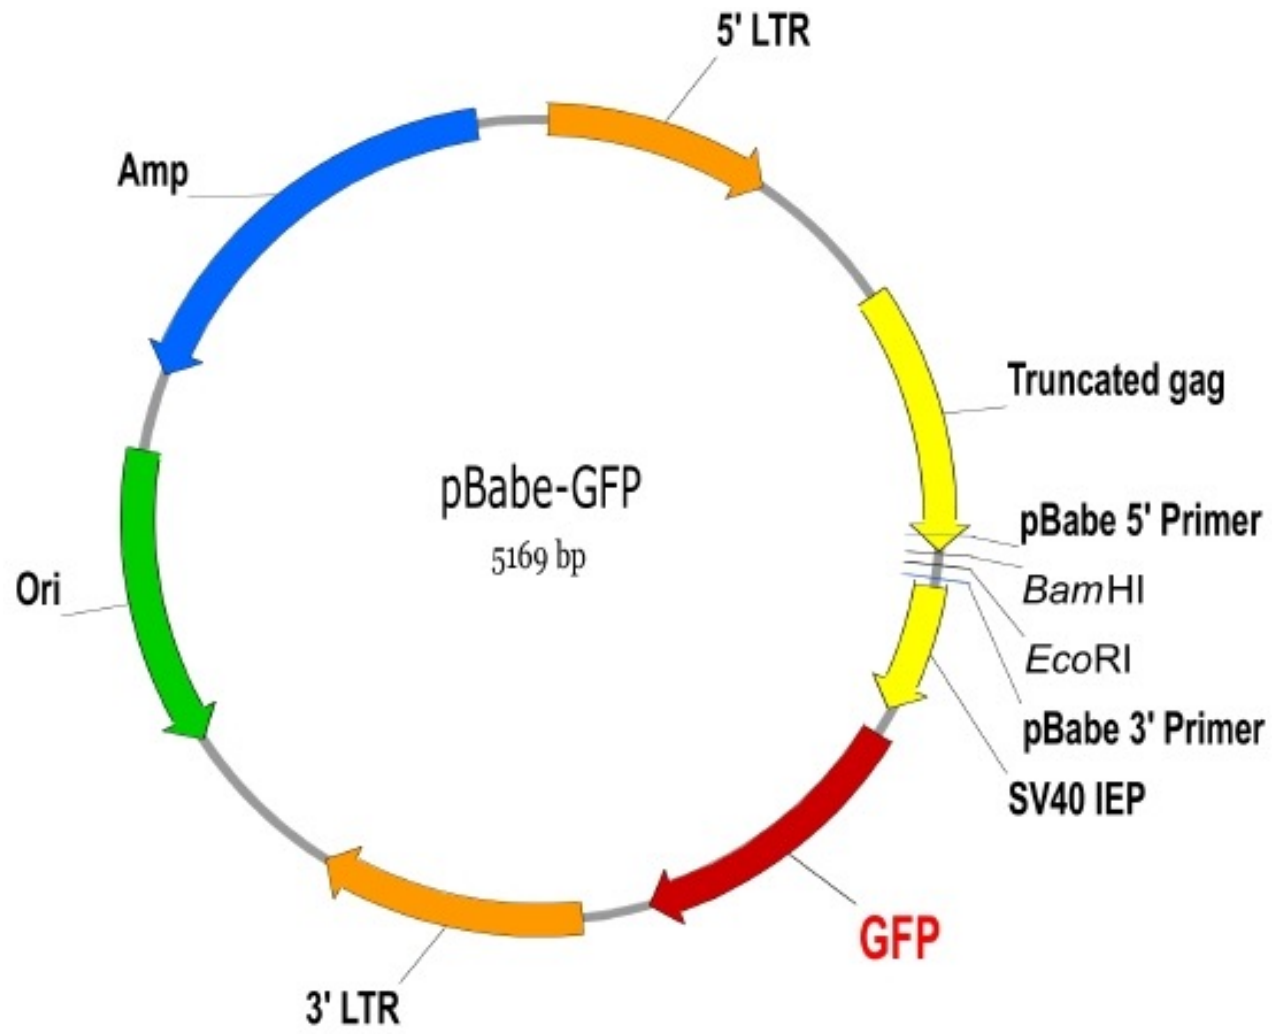 5' LTR
Amp
Truncated gag
pBabe-GFP
5169 bp
pBabe 5' Primer
BamHI
Ori
EcoRI
pBabe 3' Primer
SV40 IEP
GFP
3' LTR